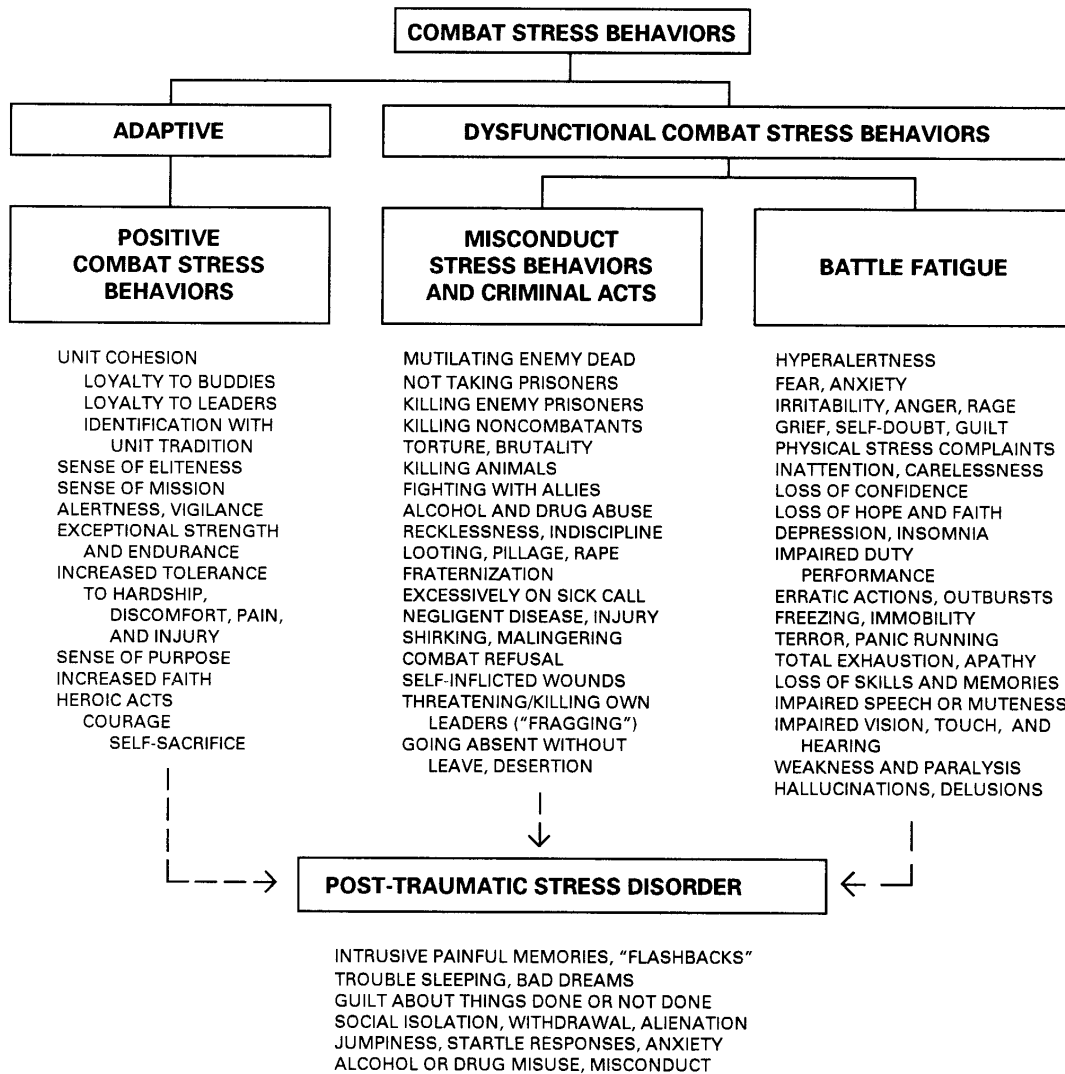 COMBAT STRESS BEHAVIORS
ADAPTIVE
DYSFUNCTIONAL COMBAT STRESS BEHAVIORS
POSITIVE
COMBAT STRESS
BEHAVIORS
MISCONDUCT
STRESS BEHAVIORS
AND CRIMINAL ACTS
BATTLE FATIGUE
UNIT COHESION
LOYALTY TO BUDDIES
LOYALTY TO LEADERS
IDENTIFICATION WITH
UNIT TRADITION
SENSE OF ELITENESS
SENSE OF MISSION
ALERTNESS, VIGILANCE
EXCEPTIONAL STRENGTH
AND ENDURANCE
INCREASED TOLERANCE
TO HARDSHIP,
DISCOMFORT, PAIN,
AND INJURY
SENSE OF PURPOSE
INCREASED FAITH
HEROIC ACTS
COURAGE
SELF-SACRIFICE
MUTILATING ENEMY DEAD
NOT TAKING PRISONERS
KILLING ENEMY PRISONERS
KILLING NONCOMBATANTS
TORTURE, BRUTALITY
KILLING ANIMALS
FIGHTING WITH ALLIES
ALCOHOL AND DRUG ABUSE
RECKLESSNESS, INDISCIPLINE
LOOTING, PILLAGE, RAPE
FRATERNIZATION
EXCESSIVELY ON SICK CALL
NEGLIGENT DISEASE, INJURY
SHIRKING, MALINGERING
COMBAT REFUSAL
SELF-INFLICTED WOUNDS
THREATENING/KILLING OWN
LEADERS ("FRAGGING")
GOING ABSENT WITHOUT
LEAVE, DESERTION
HYPERALERTNESS
FEAR, ANXIETY
IRRITABILITY, ANGER, RAGE
GRIEF, SELF-DOUBT, GUILT
PHYSICAL STRESS COMPLAINTS
INATTENTION, CARELESSNESS
LOSS OF CONFIDENCE
LOSS OF HOPE AND FAITH
DEPRESSION, INSOMNIA
IMPAIRED DUTY
PERFORMANCE
ERRATIC ACTIONS, OUTBURSTS
FREEZING, IMMOBILITY
TERROR, PANIC RUNNING
TOTAL EXHAUSTION, APATHY
LOSS OF SKILLS AND MEMORIES
IMPAIRED SPEECH OR MUTENESS
IMPAIRED VISION, TOUCH, AND
HEARING
WEAKNESS AND PARALYSIS
HALLUCINATIONS, DELUSIONS
POST-TRAUMATIC STRESS DISORDER
INTRUSIVE PAINFUL MEMORIES, "FLASHBACKS"
TROUBLE SLEEPING, BAD DREAMS
GUILT ABOUT THINGS DONE OR NOT DONE
SOCIAL ISOLATION, WITHDRAWAL, ALIENATION
JUMPINESS, STARTLE RESPONSES, ANXIETY
ALCOHOL OR DRUG MISUSE, MISCONDUCT